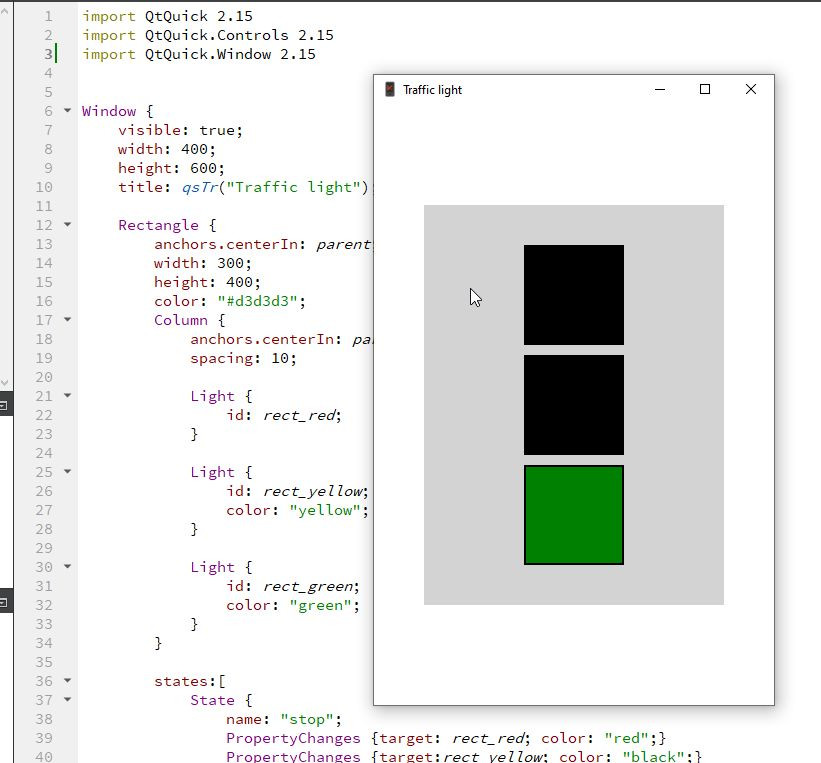 1 import QtQuick 2.15
2 import QtQuick.Controls 2.15
3 import QtQuick.Window 2.15
4
5
6 Window {
7 visible: true;
8 width: 400;
9 height: 600;
10 title: qsTr("Traffic light")
11
12 Rectangle {
13 anchors.centerIn: parent
14 width: 300;
15 height: 400;
16 color: "#d3d3d3";
17 Column {
18 anchors.centerIn: par
19 spacing: 10;
20
21 Light {
22 id: rect_red;
23 }
24
25 Light {
26 id: rect_yellow;
27 color: "yellow";
28 }
29
30 Light {
31 id: rect_green;
32 color: "green";
33 }
34 }
35
36 states:[
37 State {
38 name: "stop";
39 PropertyChanges {target: rect_red; color: "red";}
40 PropertyChanges {target:rect_yellow; color: "black";}
Traffic light